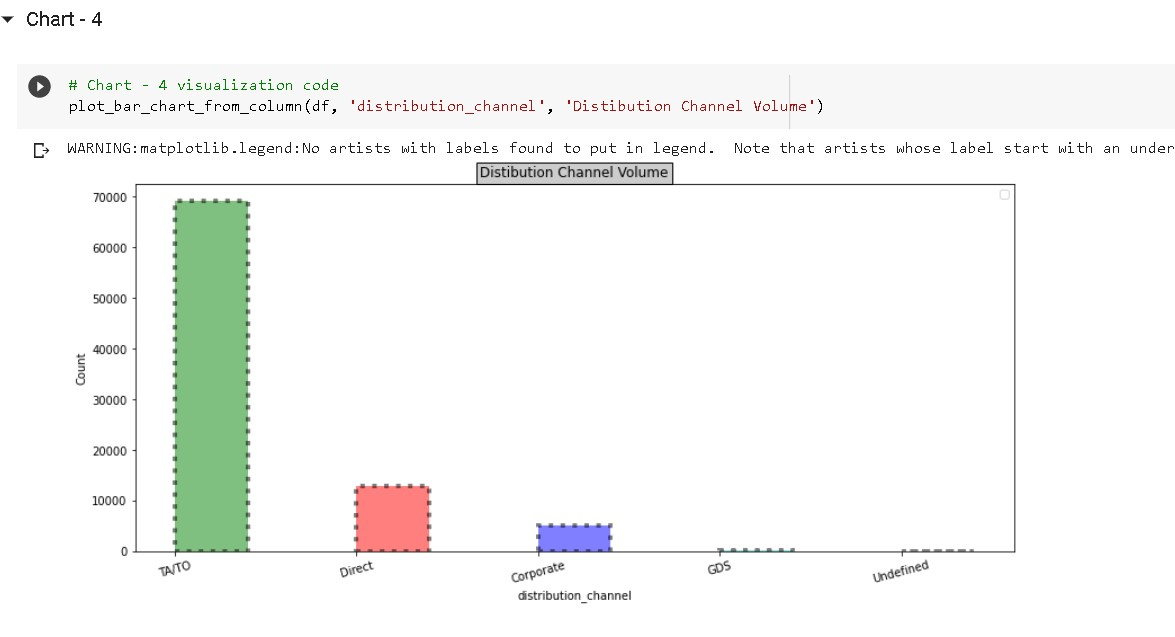 Chart - 4
# Chart - 4 visualization code
plot_bar_chart_from_column(df, 'distribution_channel', 'Distibution Channel Volume')
WARNING:matplotlib.legend:No artists with labels found to put in legend.  Note that artists whose label start with an under
Distibution Channel Volume
70000
60000
50000
40000
30000
20000
10000
0
Count
TA/TO
Direct
Corporate
GDS
Undefined
distribution_channel